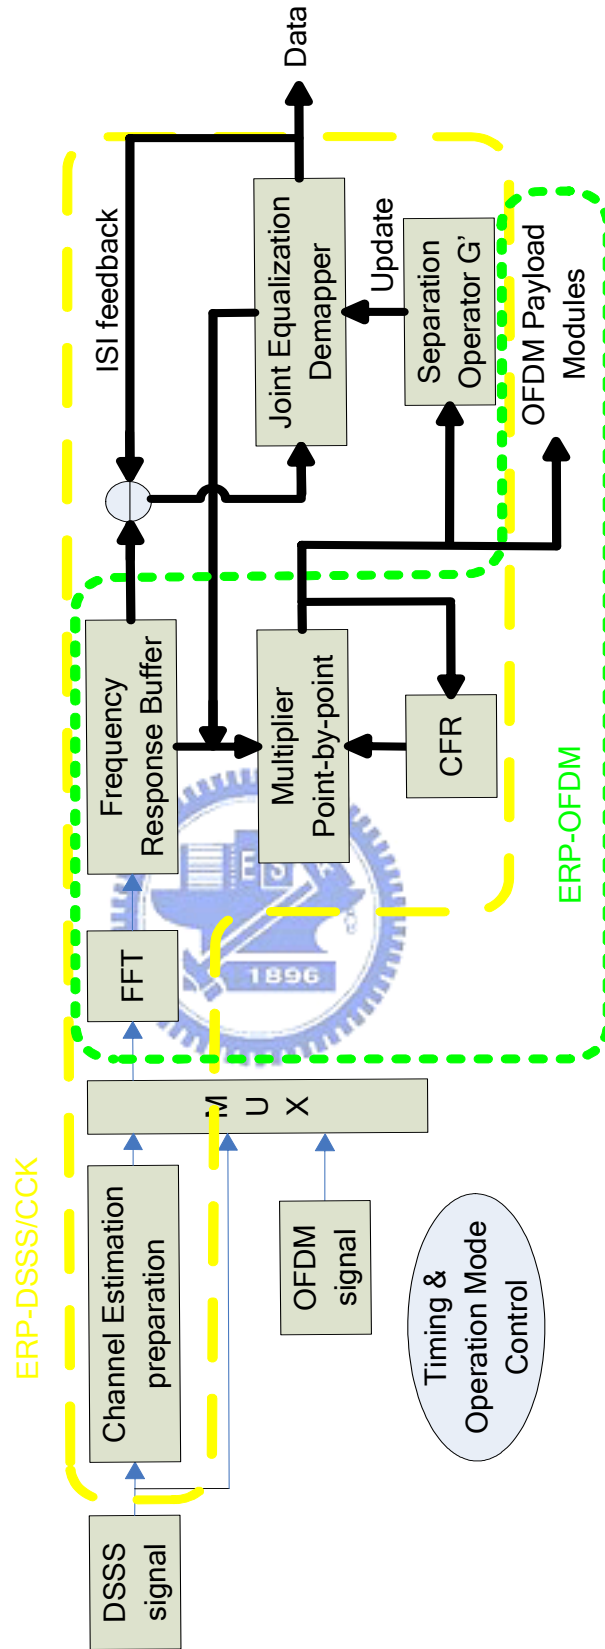 ERP-DSSS/CCK
DSSS
signal
Channel Estimation
preparation
OFDM
signal
Timing &
Operation Mode
Control
M
U
X
FFT
Frequency
Response Buffer
Multiplier
Point-by-point
CFR
ERP-OFDM
ISI feedback
Joint Equalization
Demapper
Update
Separation
Operator G'
OFDM Payload
Modules
Data
E S
1896